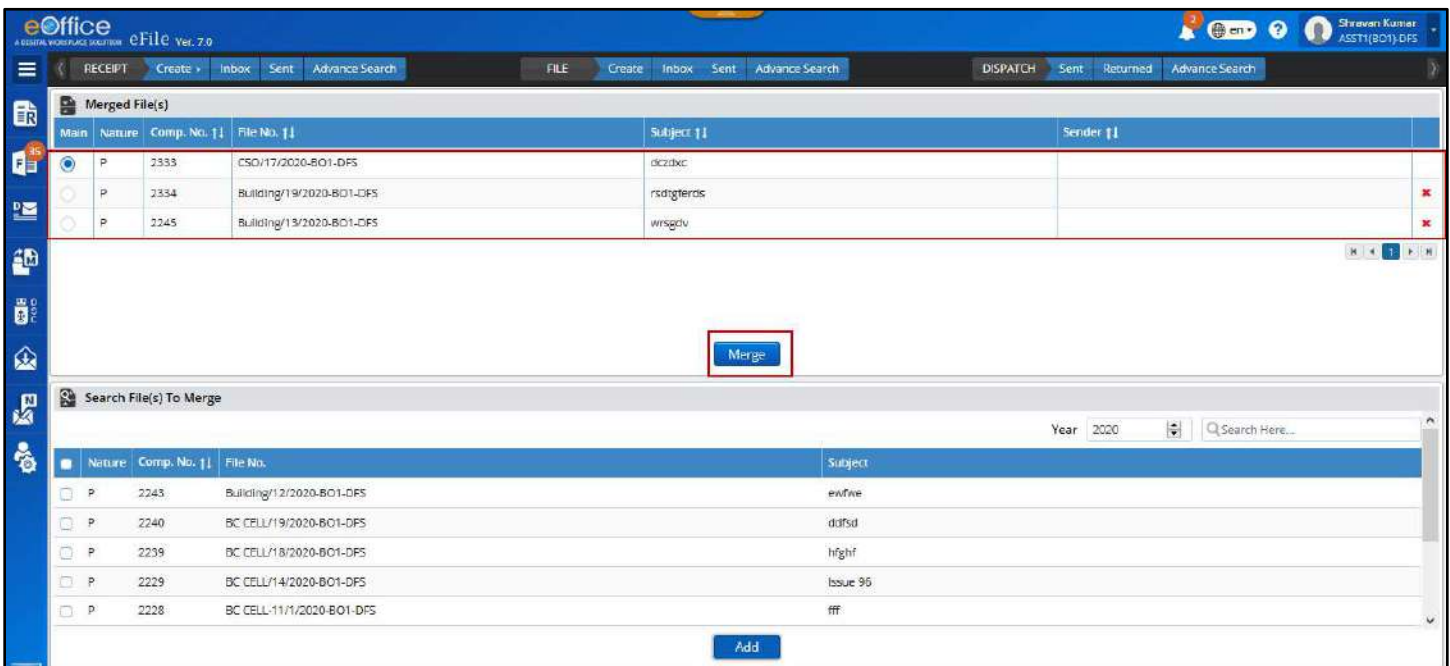 eOffice
A DIGITAL WORKPLACE SOLUTION eFile Ver. 7.0
2 en ? Shravan Kumar
ASST1(BO1)-DFS
RECEIPT Create Inbox Sent Advance Search FILE Create Inbox Sent Advance Search DISPATCH Sent Returned Advance Search
Merged File(s)
Main Nature Comp. No. File No. Subject Sender
P 2333 CSO/17/2020-BO1-DFS dczdxc
P 2334 Building/19/2020-BO1-DFS rsdtgferds
P 2245 Building/13/2020-BO1-DFS wrsgdv
1
Merge
Search File(s) To Merge
Year 2020 Search Here...
Nature Comp. No. File No. Subject
P 2243 Building/12/2020-BO1-DFS ewfwe
P 2240 BC CELL/19/2020-BO1-DFS ddfsd
P 2239 BC CELL/18/2020-BO1-DFS hfghf
P 2229 BC CELL/14/2020-BO1-DFS Issue 96
P 2228 BC CELL-11/1/2020-BO1-DFS fff
Add
R
F 35
D
M
DSC
N